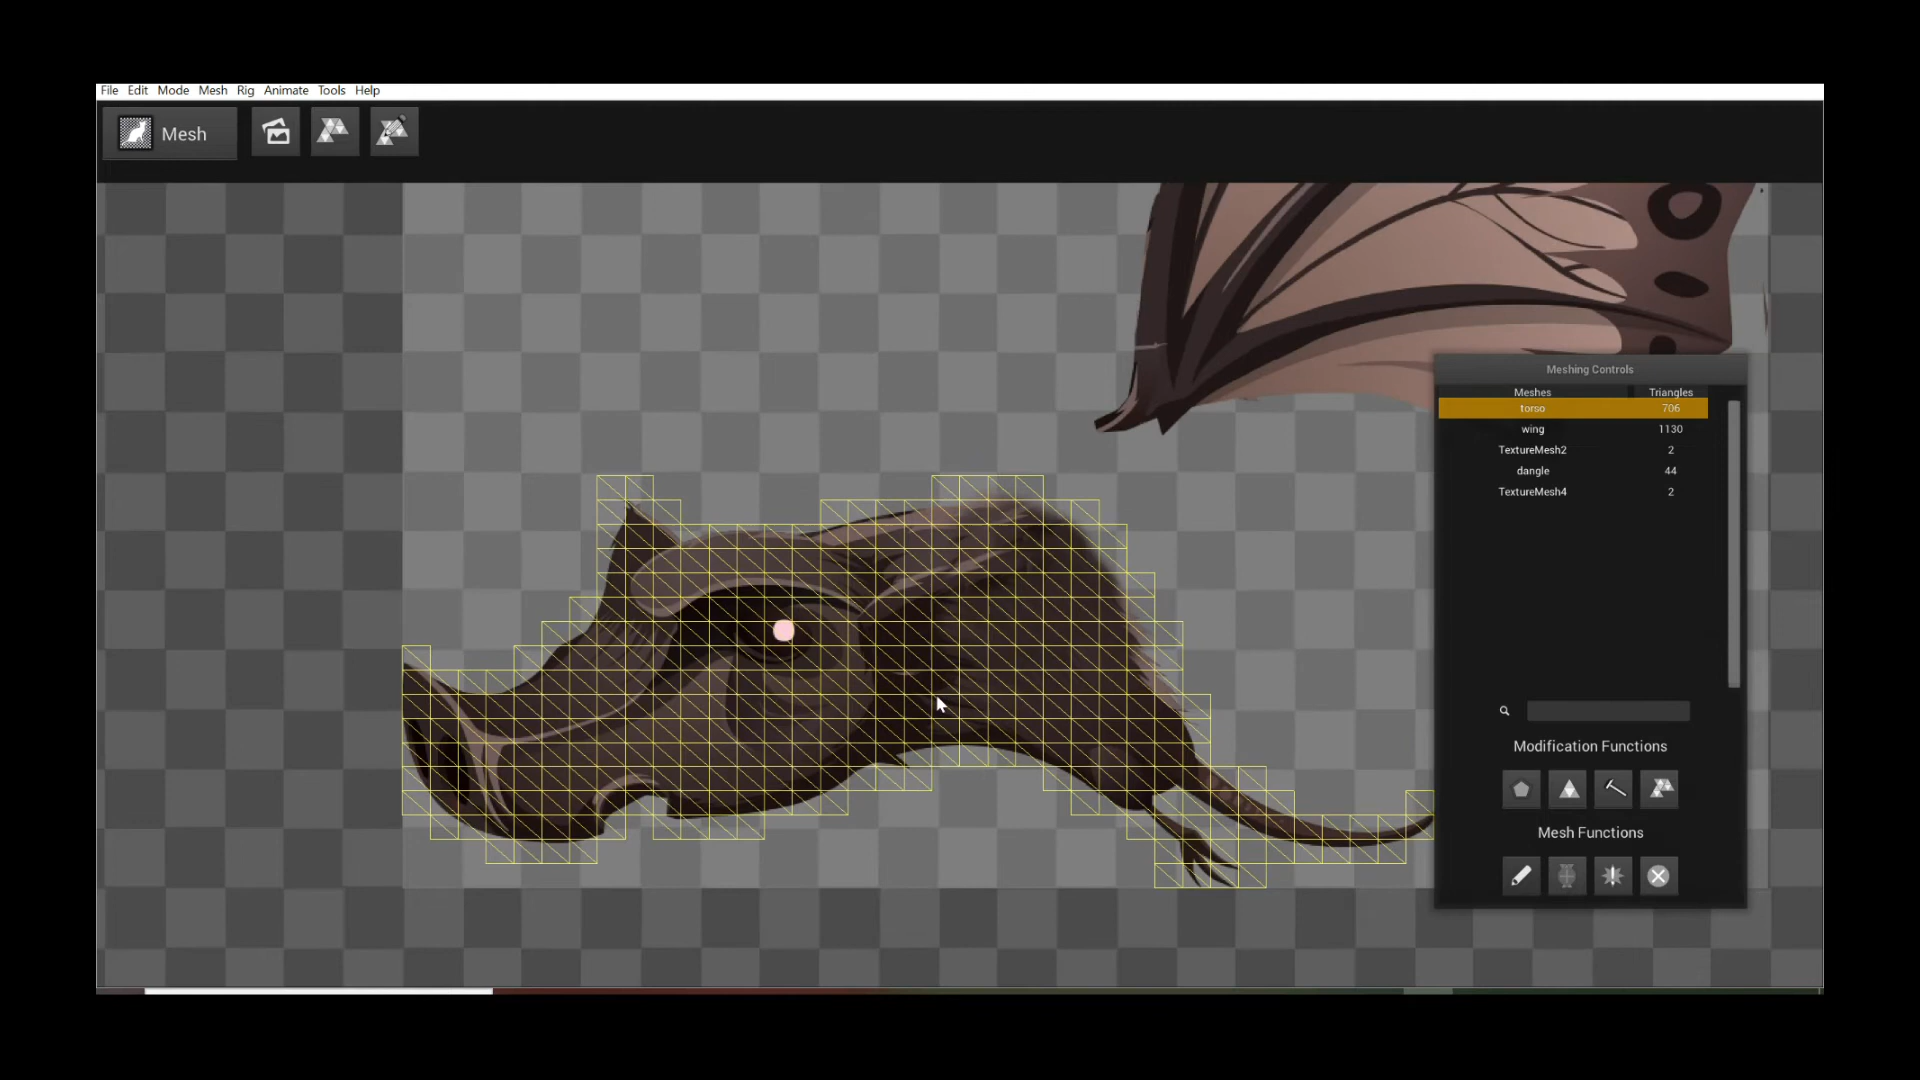 File Edit Mode Mesh Rig Animate Tools Help
Mesh
Meshing Controls
Meshes Triangles
torso 706
wing 1130
TextureMesh2 2
dangle 44
TextureMesh4 2
Modification Functions
Mesh Functions